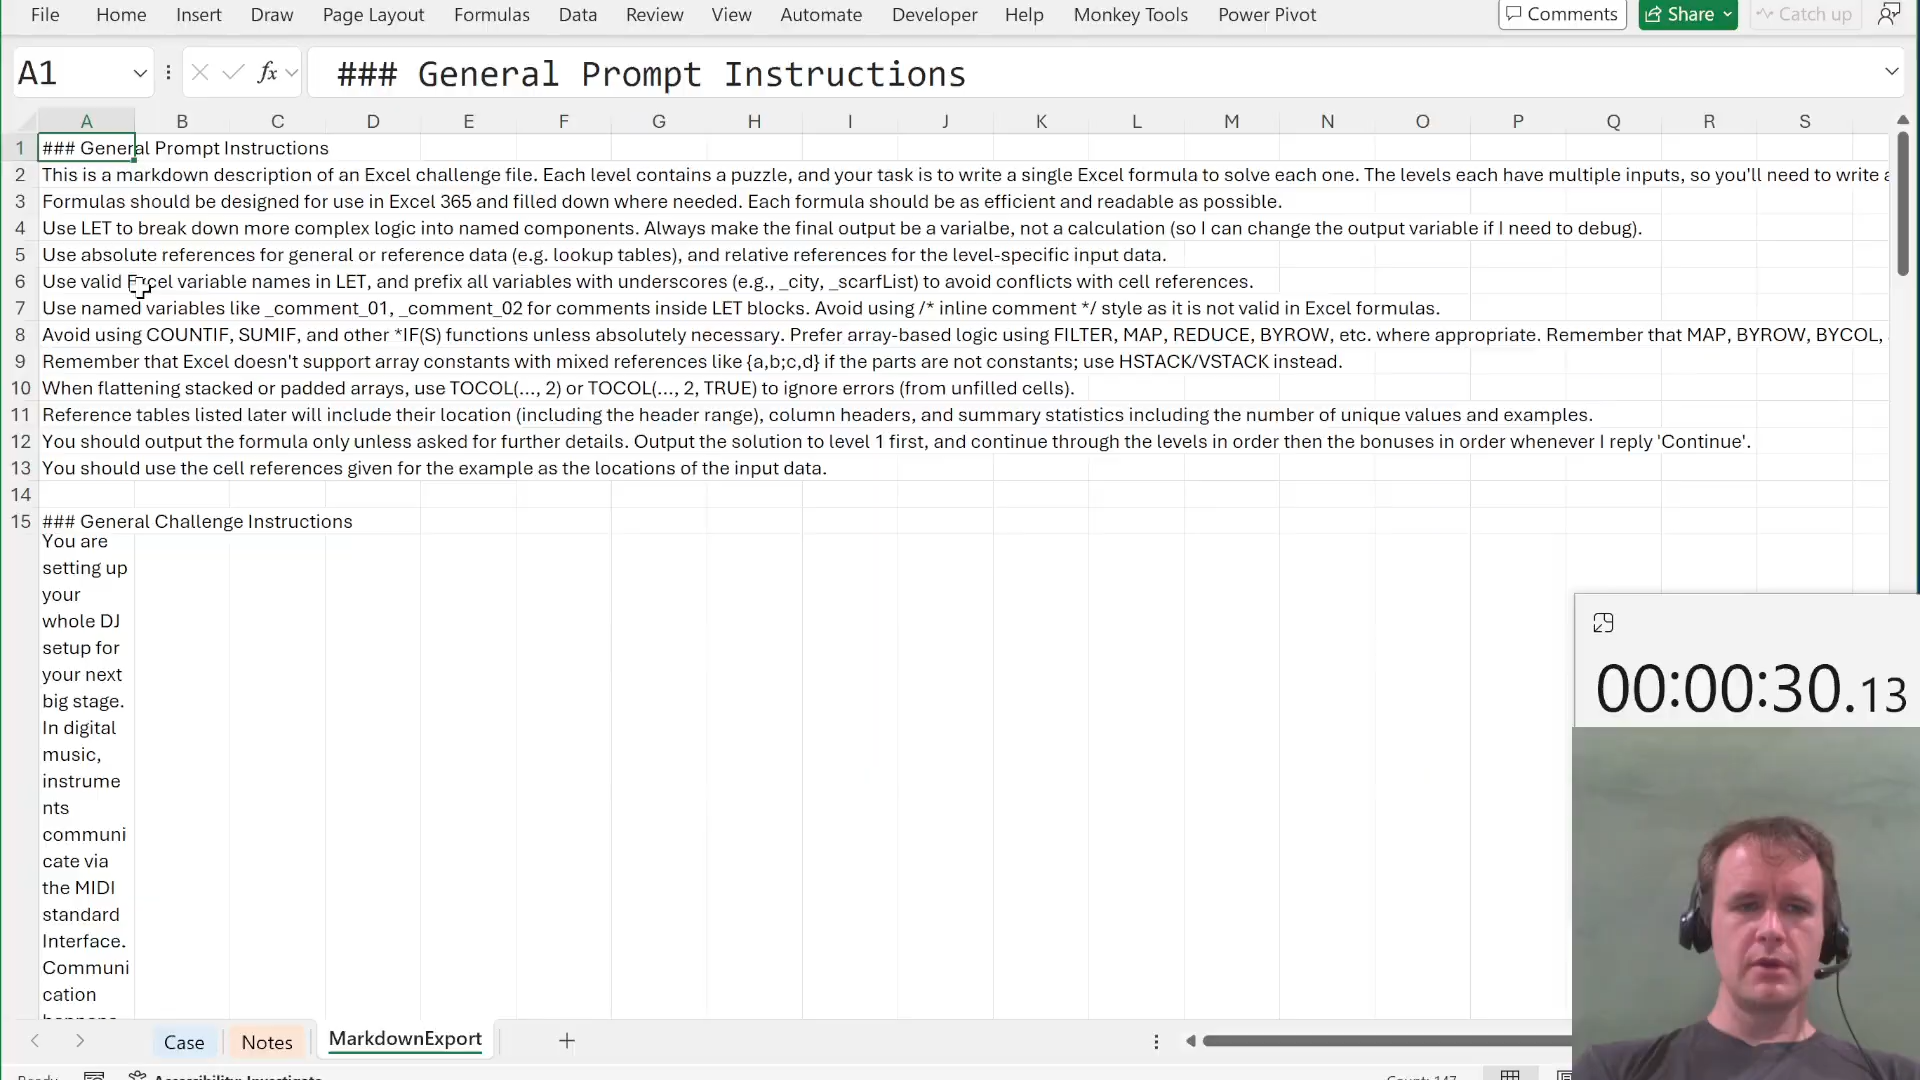 File Home Insert Draw Page Layout Formulas Data Review View Automate Developer Help Monkey Tools Power Pivot Comments Share Catch up
A1 fx ### General Prompt Instructions
A B C D E F G H I J K L M N O P Q R S
1 ### General Prompt Instructions
2 This is a markdown description of an Excel challenge file. Each level contains a puzzle, and your task is to write a single Excel formula to solve each one. The levels each have multiple inputs, so you'll need to write a
3 Formulas should be designed for use in Excel 365 and filled down where needed. Each formula should be as efficient and readable as possible.
4 Use LET to break down more complex logic into named components. Always make the final output be a varialbe, not a calculation (so I can change the output variable if I need to debug).
5 Use absolute references for general or reference data (e.g. lookup tables), and relative references for the level-specific input data.
6 Use valid Excel variable names in LET, and prefix all variables with underscores (e.g., _city, _scarfList) to avoid conflicts with cell references.
7 Use named variables like _comment_01, _comment_02 for comments inside LET blocks. Avoid using /* inline comment */ style as it is not valid in Excel formulas.
8 Avoid using COUNTIF, SUMIF, and other *IF(S) functions unless absolutely necessary. Prefer array-based logic using FILTER, MAP, REDUCE, BYROW, etc. where appropriate. Remember that MAP, BYROW, BYCOL,
9 Remember that Excel doesn't support array constants with mixed references like {a,b;c,d} if the parts are not constants; use HSTACK/VSTACK instead.
10 When flattening stacked or padded arrays, use TOCOL(..., 2) or TOCOL(..., 2, TRUE) to ignore errors (from unfilled cells).
11 Reference tables listed later will include their location (including the header range), column headers, and summary statistics including the number of unique values and examples.
12 You should output the formula only unless asked for further details. Output the solution to level 1 first, and continue through the levels in order then the bonuses in order whenever I reply 'Continue'.
13 You should use the cell references given for the example as the locations of the input data.
14
15 ### General Challenge Instructions
You are
setting up
your
whole DJ
setup for
your next
big stage.
In digital
music,
instrume
nts
communi
cate via
the MIDI
standard
Interface.
Communi
cation
00:00:30.13
Case Notes MarkdownExport